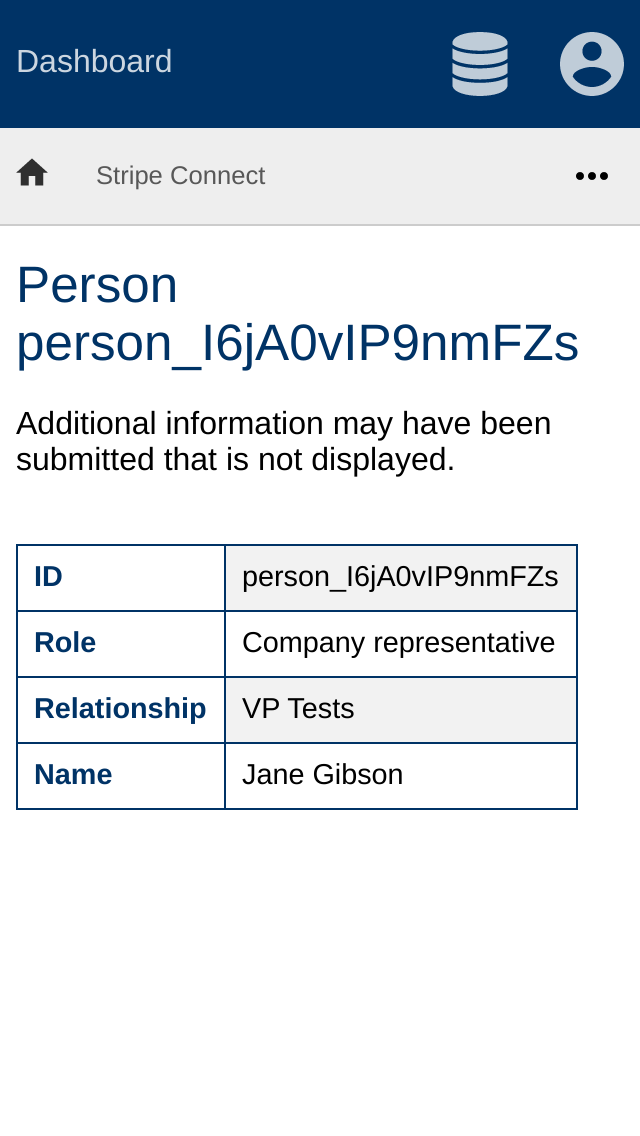 Dashboard
Stripe Connect
Person
person_I6jA0vIP9nmFZs
Additional information may have been
submitted that is not displayed.
ID person_I6jA0vIP9nmFZs
Role Company representative
Relationship VP Tests
Name Jane Gibson